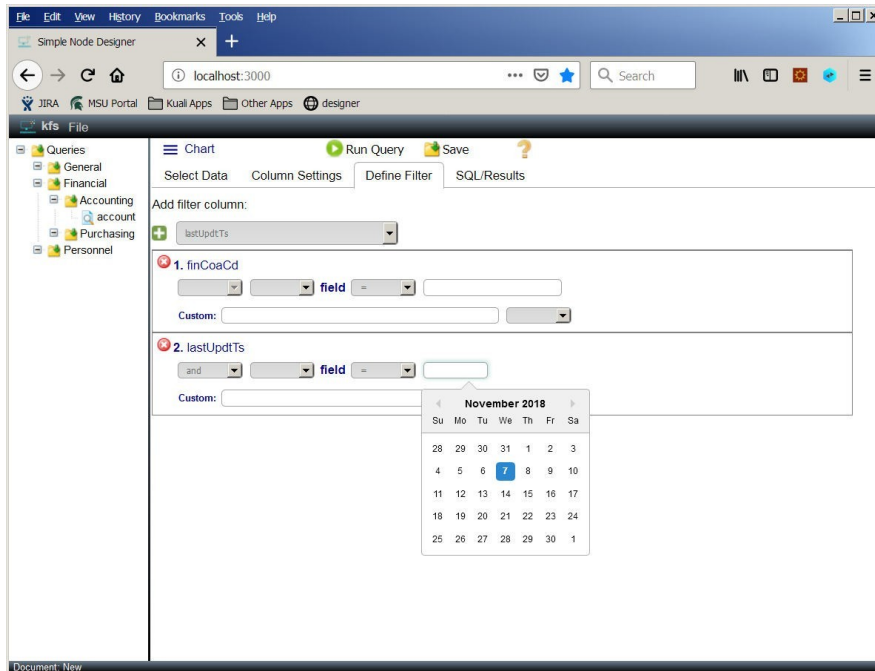 File Edit View History Bookmarks Tools Help
Simple Node Designer
localhost:3000
Search
JIRA MSU Portal Kuali Apps Other Apps designer
kfs File
Queries
General
Financial
Accounting
account
Purchasing
Personnel
Chart Run Query Save
Select Data Column Settings Define Filter SQL/Results
Add filter column:
lastUpdtTs
1. finCoaCd
field =
Custom:
2. lastUpdtTs
and field =
Custom:
November 2018
Su Mo Tu We Th Fr Sa
28 29 30 31 1 2 3
4 5 6 7 8 9 10
11 12 13 14 15 16 17
18 19 20 21 22 23 24
25 26 27 28 29 30 1
Document: New